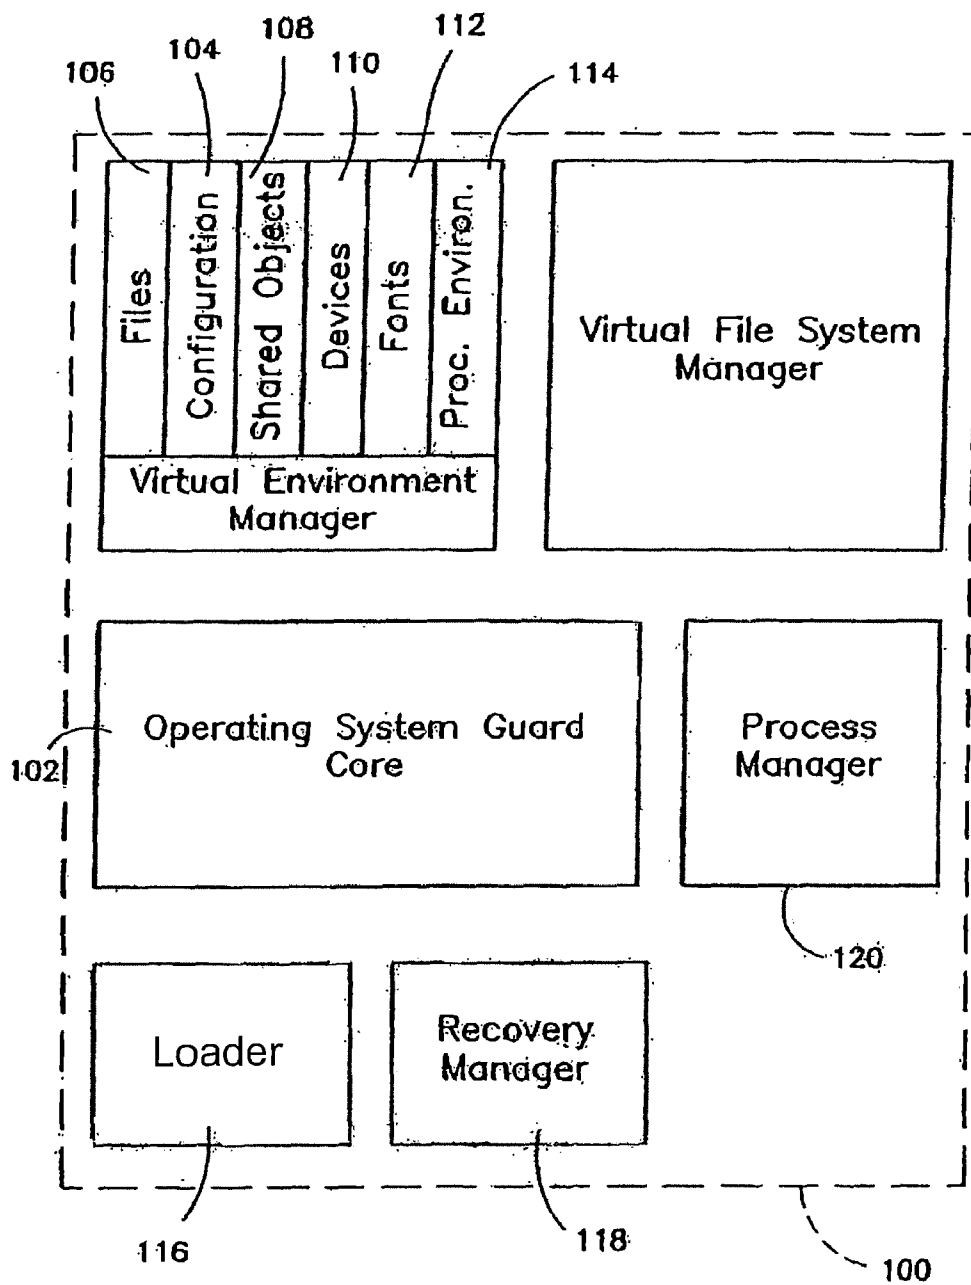 112
104
108
110
106
114
Files
Configuration
Shared Objects
Devices
Fonts
Proc. Environ.
Virtual Environment
Manager
Virtual File System
Manager
Operating System Guard
Core
102
Process
Manager
120
Loader
Recovery
Manager
116
118
100